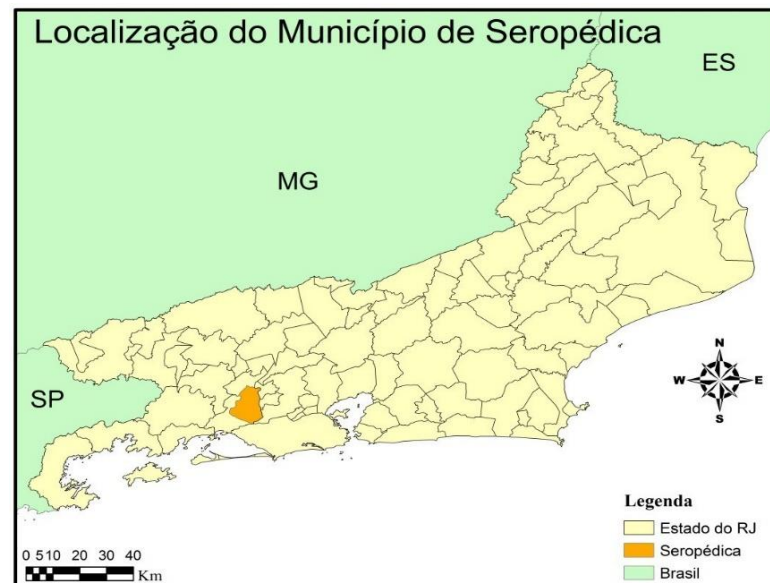 Localização do Município de Seropédica
ES
MG
SP
N
W E
S
Legenda
Estado do RJ
Seropédica
Brasil
0 5 10 20 30 40
Km